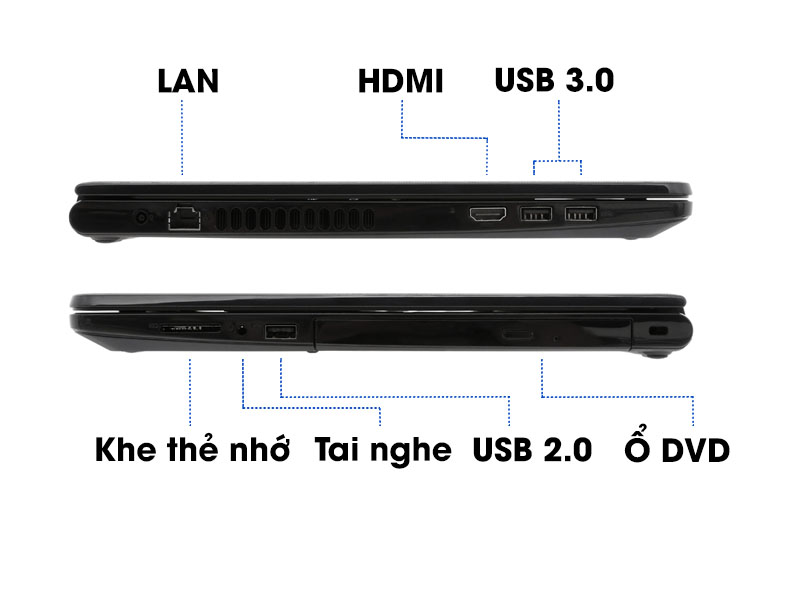 LAN HDMI USB 3.0
Khe thẻ nhớ Tai nghe USB 2.0 Ổ DVD